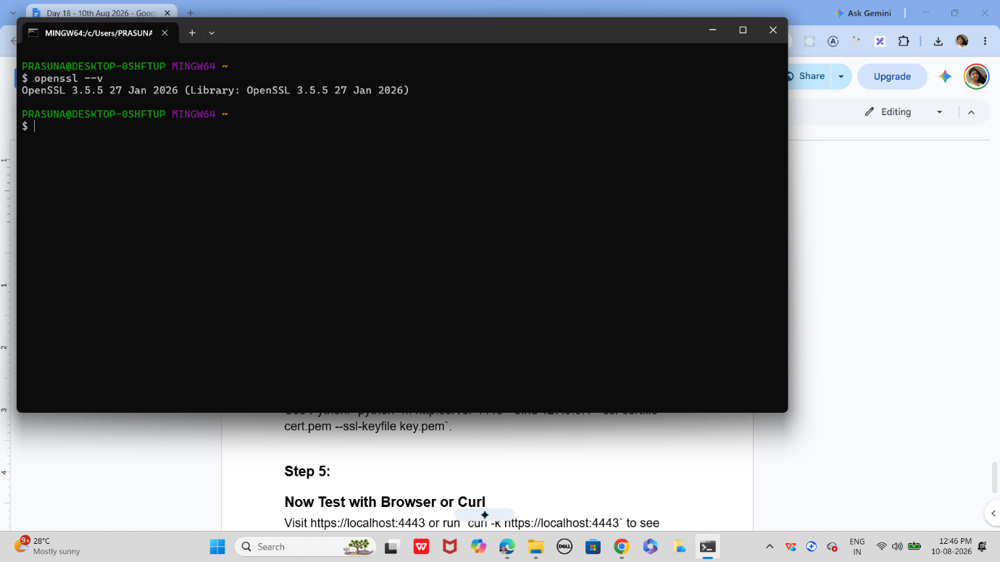 Day 18 - 10th Aug 2026 - Goog
Ask Gemini
MINGW64:/c/Users/PRASUNA
PRASUNA@DESKTOP-0SHFTUP MINGW64 ~
$ openssl --v
OpenSSL 3.5.5 27 Jan 2026 (Library: OpenSSL 3.5.5 27 Jan 2026)
PRASUNA@DESKTOP-0SHFTUP MINGW64 ~
$
Share
Upgrade
Editing
cert.pem --ssl-keyfile key.pem`.
Step 5:
Now Test with Browser or Curl
Visit https://localhost:4443 or run `curl -k https://localhost:4443` to see
9+
28°C
Mostly sunny
Search
DELL
ENG
IN
12:46 PM
10-08-2026